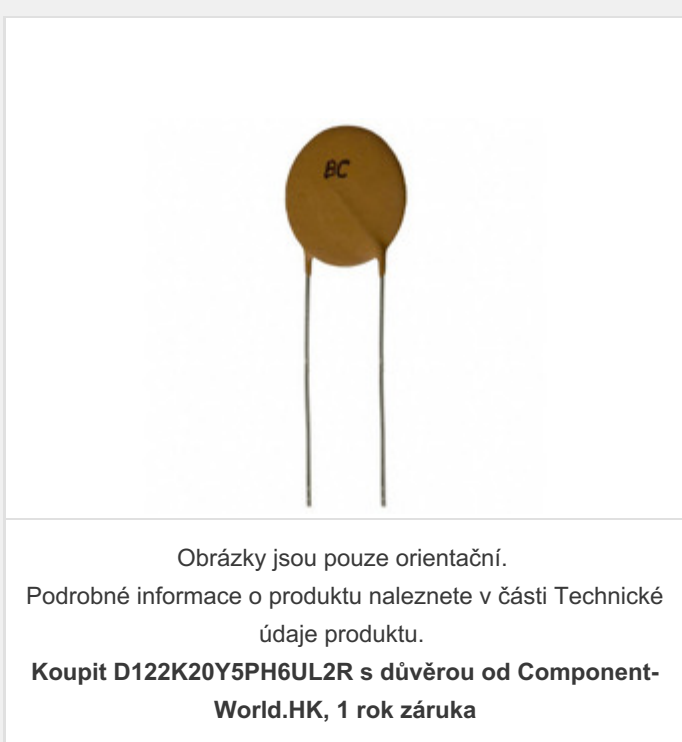 BC
Obrázky jsou pouze orientační.
Podrobné informace o produktu naleznete v části Technické
údaje produktu.
Koupit D122K20Y5PH6UL2R s důvěrou od Component-
World.HK, 1 rok záruka